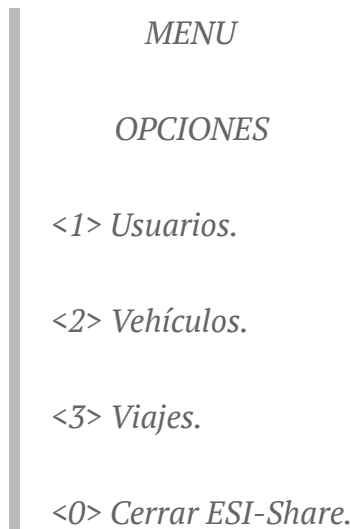 MENU
OPCIONES
<1> Usuarios.
<2> Vehículos.
<3> Viajes.
<0> Cerrar ESI-Share.